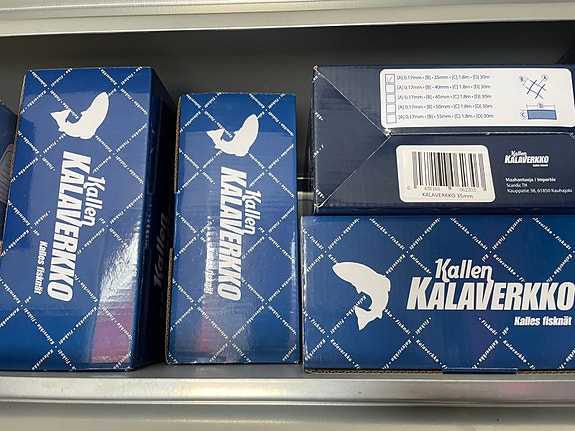 Kallen
KALAVERKKO
Kalles fisknät
Kallen
KALAVERKKO
Kalles fisknät
[A] 0.17mm • [B] • 35mm • [C] 1.8m • [D] 30m
[A] 0.17mm • [B] • 40mm • [C] 1.8m • [D] 30m
[A] 0.17mm • [B] • 45mm • [C] 1.8m • [D] 30m
[A] 0.17mm • [B] • 50mm • [C] 1.8m • [D] 30m
[A] 0.17mm • [B] • 55mm • [C] 1.8m • [D] 30m
B
A
D
C
KALAVERKKO 35mm
Kallen
KALAVERKKO
Kalles fisknät
Maahantuoja / Importör
Scandic TH
Kauppatie 38, 61850 Kauhajoki
Kallen
KALAVERKKO
Kalles fisknät